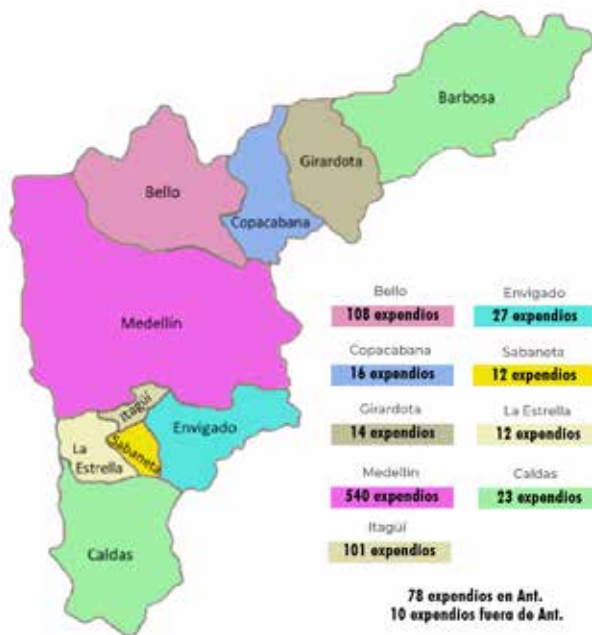 Barbosa
Girardota
Bello
Copacabana
Medellín
Itagüí
Envigado
La
Estrella
Sabaneta
Caldas
Bello
108 expendios
Envigado
27 expendios
Copacabana
16 expendios
Sabaneta
12 expendios
Girardota
14 expendios
La Estrella
12 expendios
Medellín
540 expendios
Caldas
23 expendios
Itagüí
101 expendios
78 expendios en Ant.
10 expendios fuera de Ant.